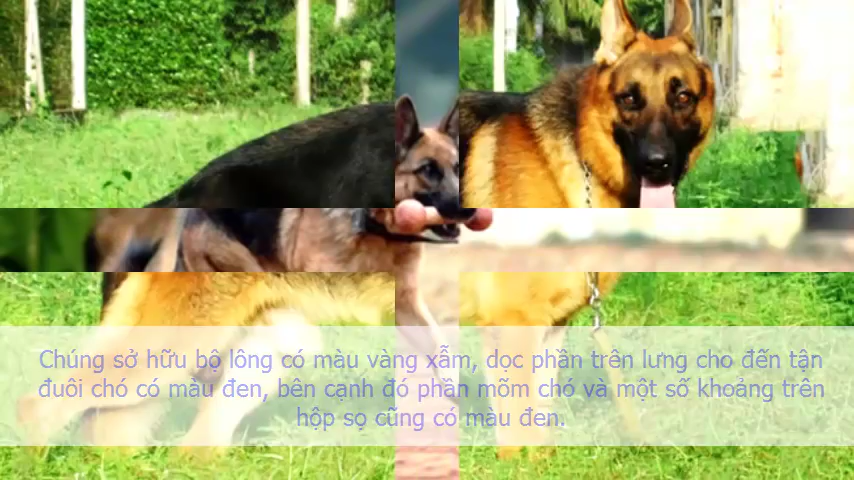 Chúng sở hữu bộ lông có màu vàng xẫm, dọc phần trên lưng cho đến tận
đuôi chó có màu đen, bên cạnh đó phần mõm chó và một số khoảng trên
hộp sọ cũng có màu đen.